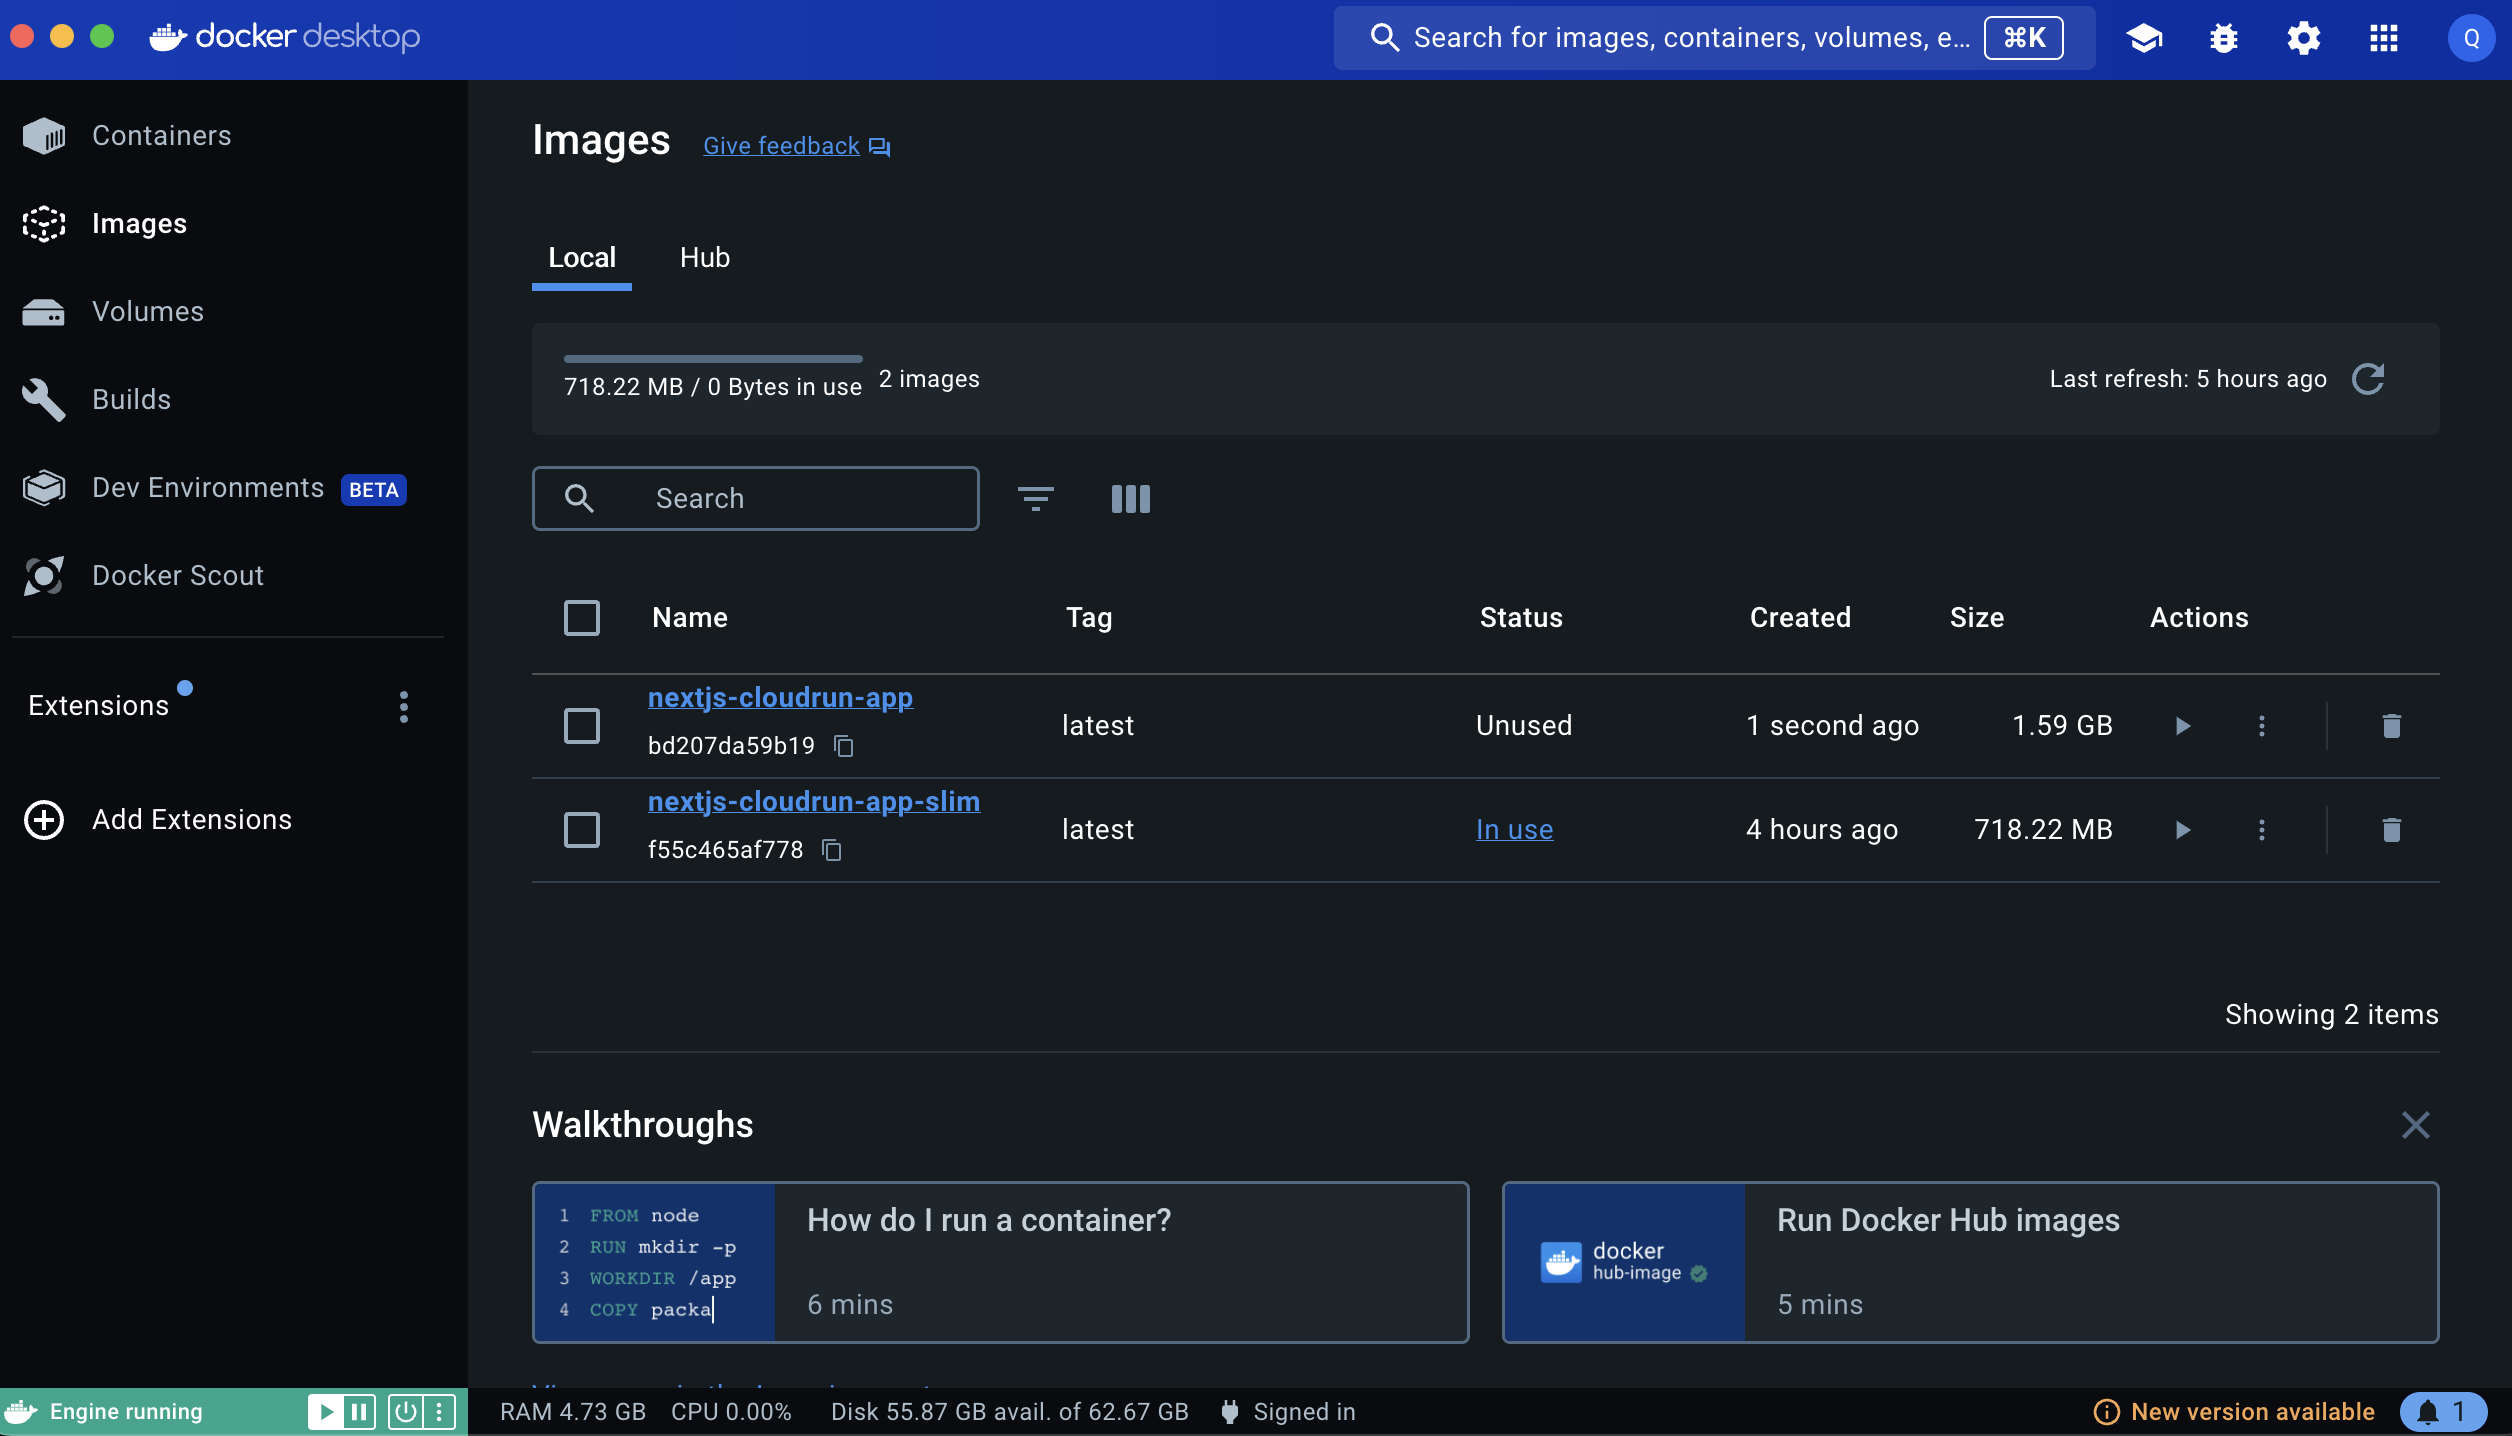 docker desktop
Search for images, containers, volumes, e... ⌘K
Q
Containers
Images
Volumes
Builds
Dev Environments BETA
Docker Scout
Extensions
Add Extensions
Images Give feedback
Local Hub
718.22 MB / 0 Bytes in use 2 images
Last refresh: 5 hours ago
Search
Name Tag Status Created Size Actions
nextjs-cloudrun-app
bd207da59b19
latest Unused 1 second ago 1.59 GB
nextjs-cloudrun-app-slim
f55c465af778
latest In use 4 hours ago 718.22 MB
Showing 2 items
Walkthroughs
1 FROM node
2 RUN mkdir -p
3 WORKDIR /app
4 COPY packa
How do I run a container?
6 mins
docker
hub-image
Run Docker Hub images
5 mins
Engine running
RAM 4.73 GB CPU 0.00% Disk 55.87 GB avail. of 62.67 GB Signed in
New version available 1